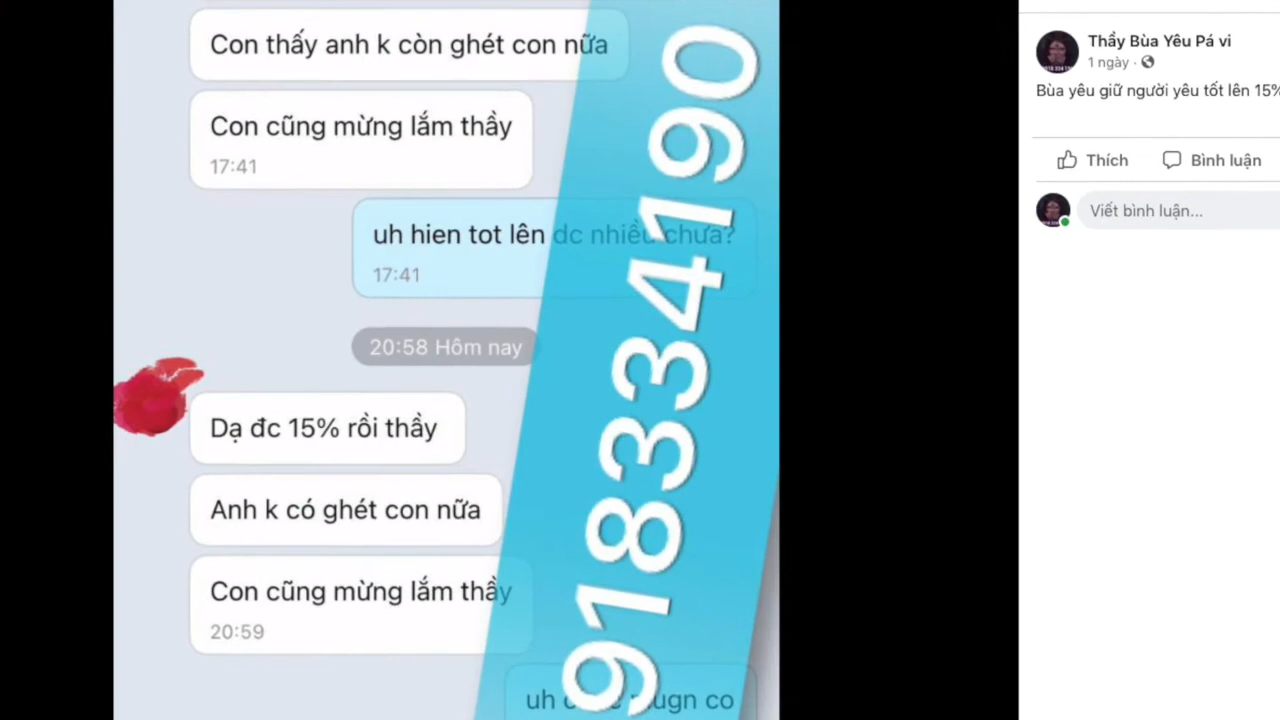 Con thấy anh k còn ghét con nữa
Con cũng mừng lắm thầy
17:41
uh hien tot lên dc nhiều chưa?
17:41
20:58 Hôm nay
Dạ đc 15% rồi thầy
Anh k có ghét con nữa
Con cũng mừng lắm thầy
20:59
uh
co
918334190
Thầy Bùa Yêu Pá vi
1 ngày ·
Bùa yêu giữ người yêu tốt lên 15%
Thích
Bình luận
Viết bình luận...